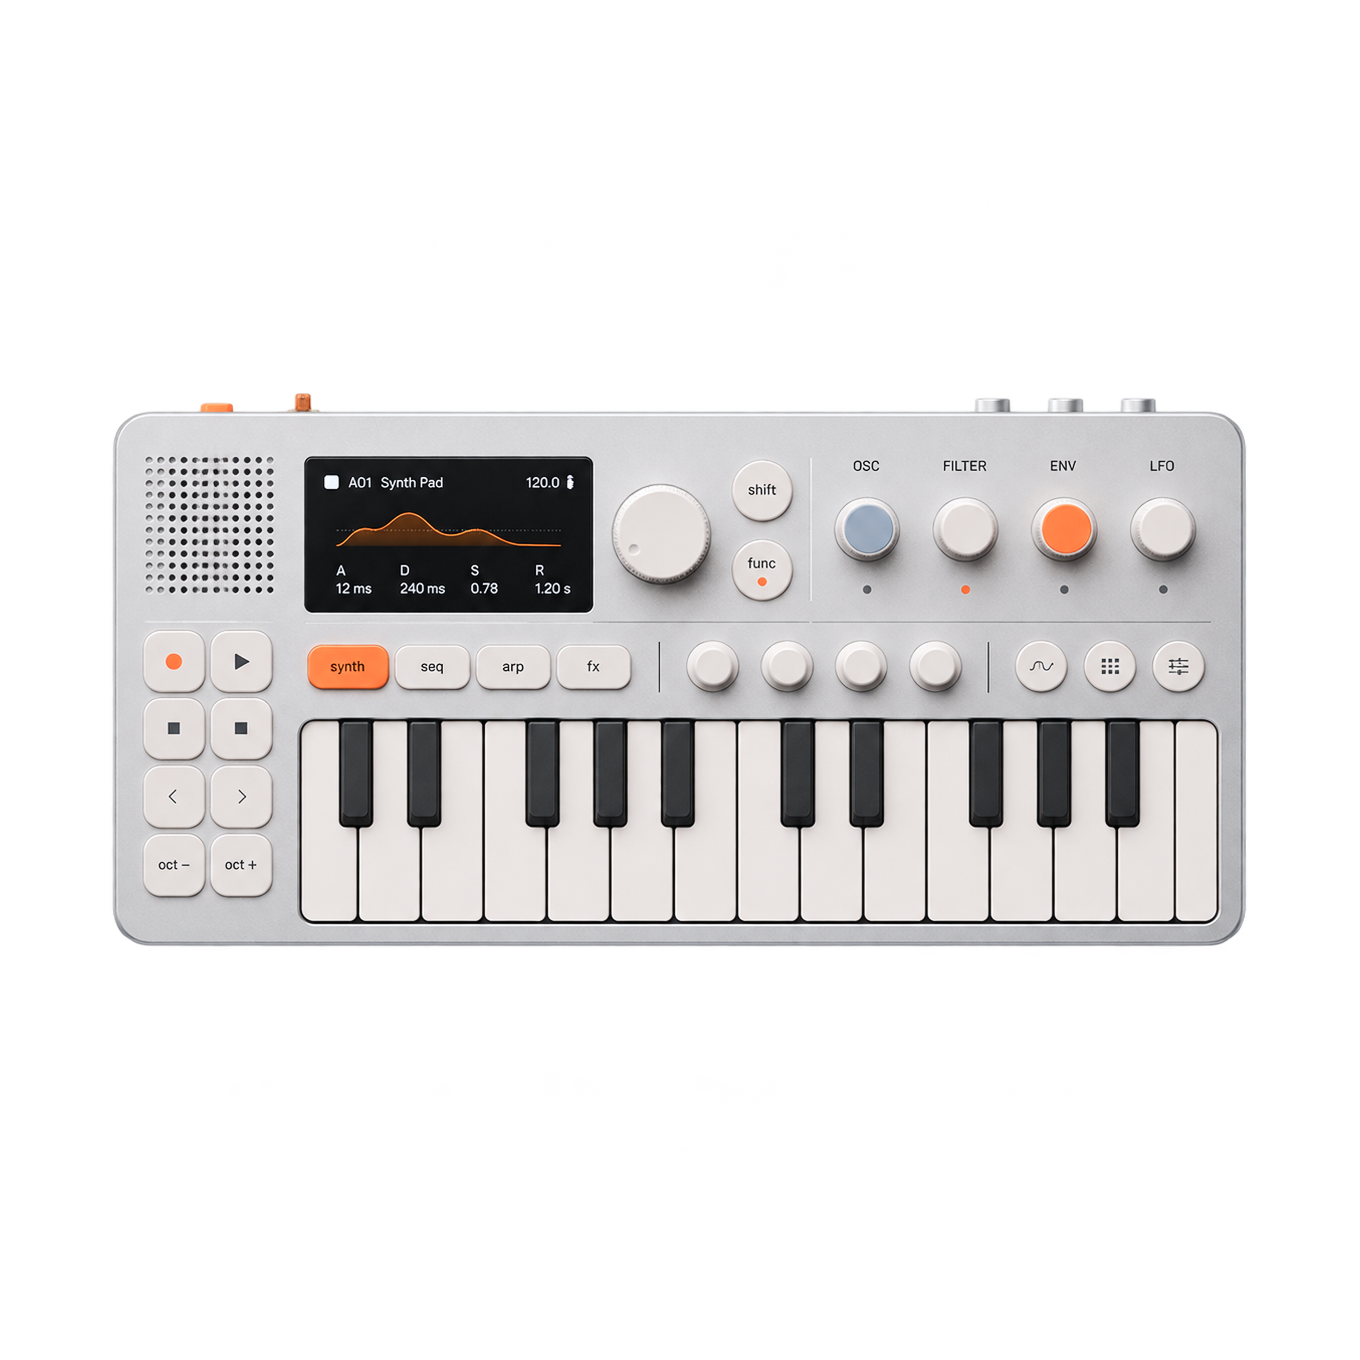 A01 Synth Pad 120.0
A D S R
12 ms 240 ms 0.78 1.20 s
shift
func
OSC FILTER ENV LFO
synth seq arp fx
oct – oct +